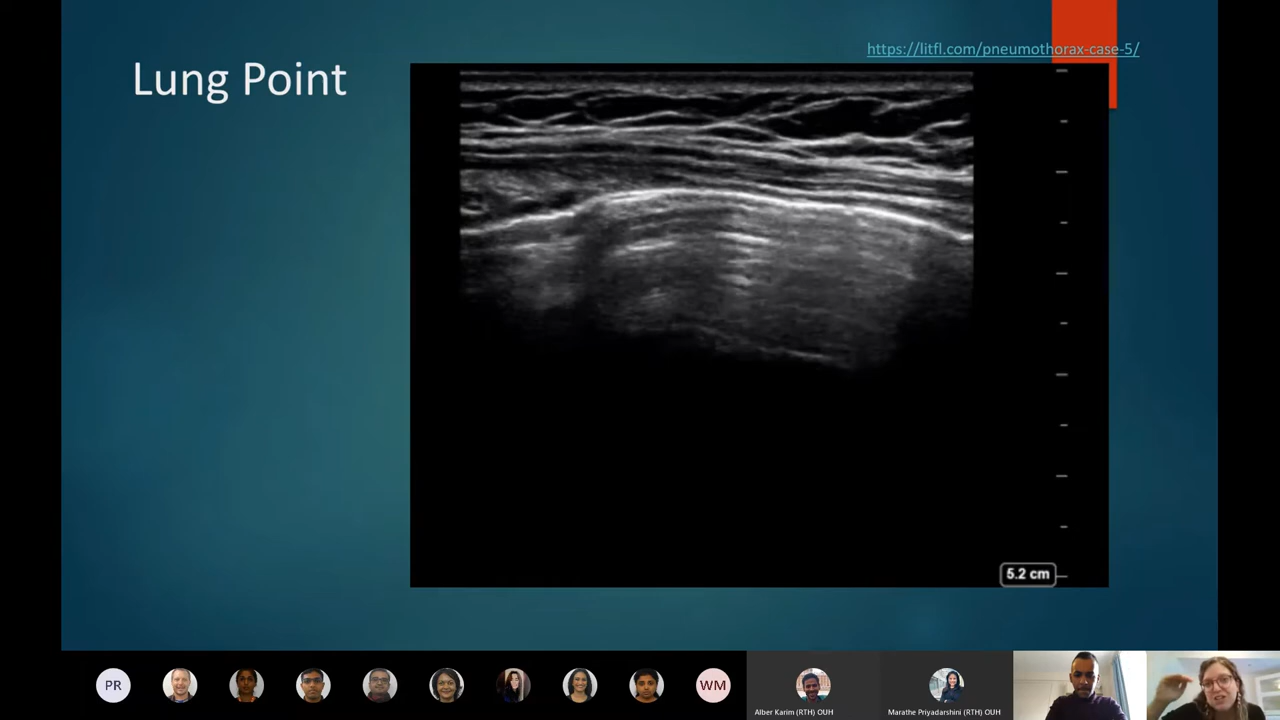 https://litfl.com/pneumothorax-case-5/
Lung Point
5.2 cm
PR
WM
Alber Karim (RTH) OUH
Marathe Priyadarshini (RTH) OUH